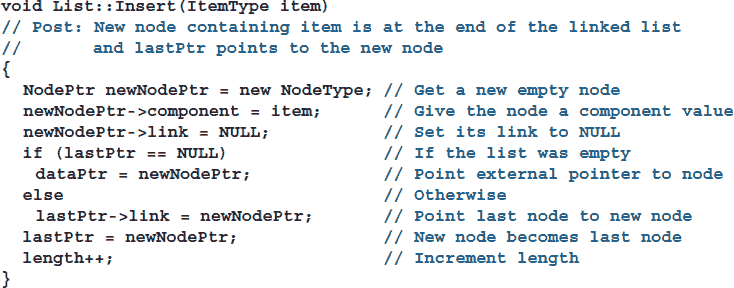 void List::Insert(ItemType item)
// Post: New node containing item is at the end of the linked list
//       and lastPtr points to the new node
{
  NodePtr newNodePtr = new NodeType; // Get a new empty node
  newNodePtr->component = item;      // Give the node a component value
  newNodePtr->link = NULL;           // Set its link to NULL
  if (lastPtr == NULL)               // If the list was empty
   dataPtr = newNodePtr;             // Point external pointer to node
  else                               // Otherwise
   lastPtr->link = newNodePtr;       // Point last node to new node
  lastPtr = newNodePtr;              // New node becomes last node
  length++;                          // Increment length
}